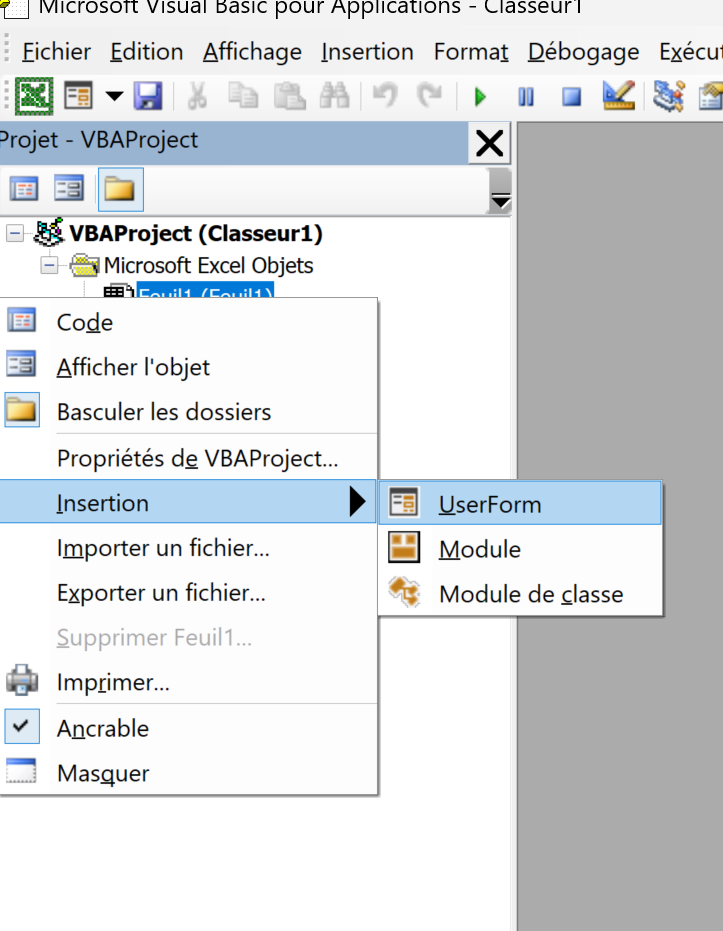 Microsoft Visual Basic pour Applications - Classeur1
Fichier Edition Affichage Insertion Format Débogage Exécut
Projet - VBAProject
VBAProject (Classeur1)
Microsoft Excel Objets
Feuil1 (Feuil1)
Code
Afficher l'objet
Basculer les dossiers
Propriétés de VBAProject...
Insertion
UserForm
Importer un fichier...
Module
Exporter un fichier...
Module de classe
Supprimer Feuil1...
Imprimer...
Ancrable
Masquer